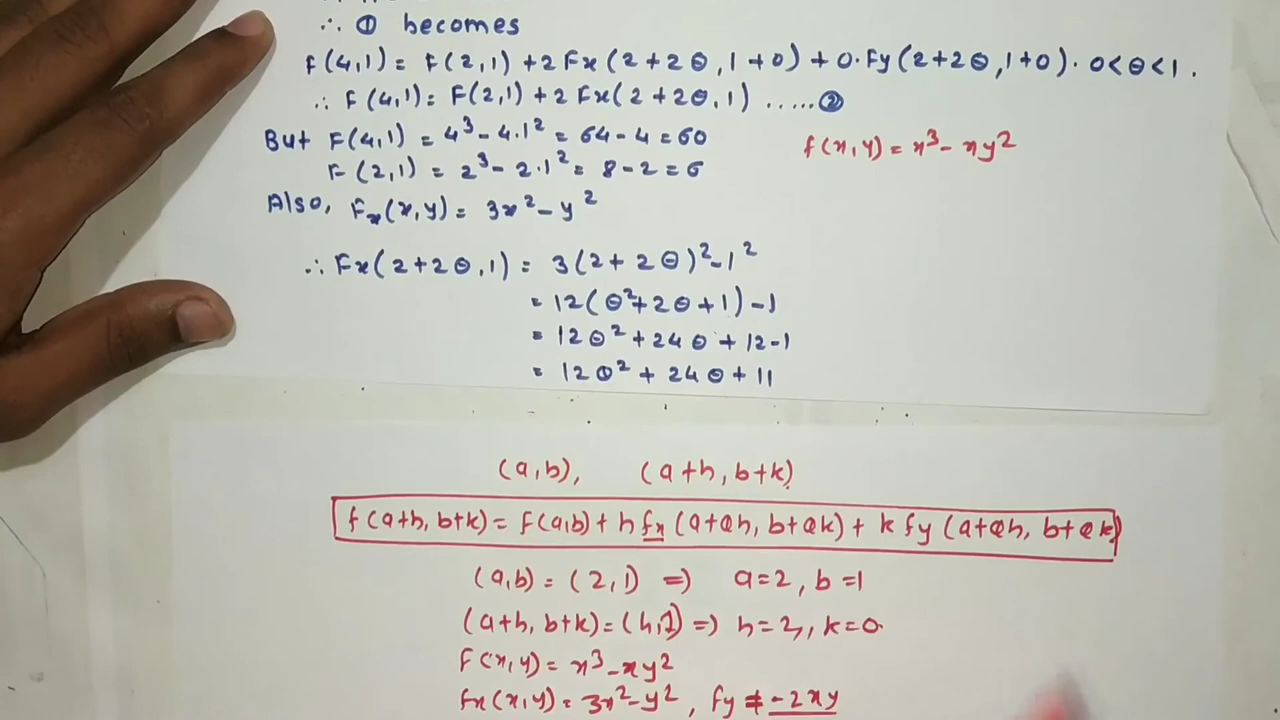 ∴ ① becomes
F(4,1) = F(2,1) + 2 Fx(2+2θ, 1+0) + 0. Fy(2+2θ, 1+0). 0<θ<1.
∴ F(4,1) = F(2,1) + 2 Fx(2+2θ, 1) ..... ②
But F(4,1) = 4³ - 4.1² = 64 - 4 = 60
f(x,y) = x³ - xy²
F(2,1) = 2³ - 2.1² = 8 - 2 = 6
Also, Fx(x,y) = 3x² - y²
∴ Fx(2+2θ, 1) = 3(2+2θ)² - 1²
= 12(θ²+2θ+1) - 1
= 12θ² + 24θ + 12 - 1
= 12θ² + 24θ + 11
(a,b), (a+h, b+k)
f(a+h, b+k) = f(a,b) + h fx (a+θh, b+θk) + k fy (a+θh, b+θk)
(a,b) = (2,1) => a=2, b=1
(a+h, b+k) = (4,1) => h=2, k=0
F(x,y) = x³ - xy²
fx(x,y) = 3x² - y², fy = -2xy